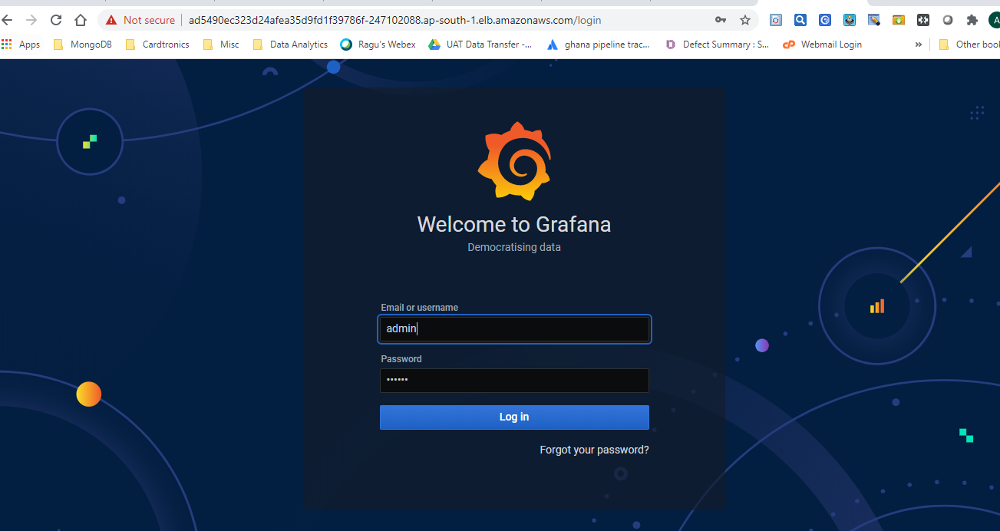 Not secure ad5490ec323d24afea35d9fd1f39786f-247102088.ap-south-1.elb.amazonaws.com/login
Apps MongoDB Cardtronics Misc Data Analytics Ragu's Webex UAT Data Transfer -... ghana pipeline trac... Defect Summary : S... cP Webmail Login » Other book
Welcome to Grafana
Democratising data
Email or username
admin
Password
••••••
Log in
Forgot your password?